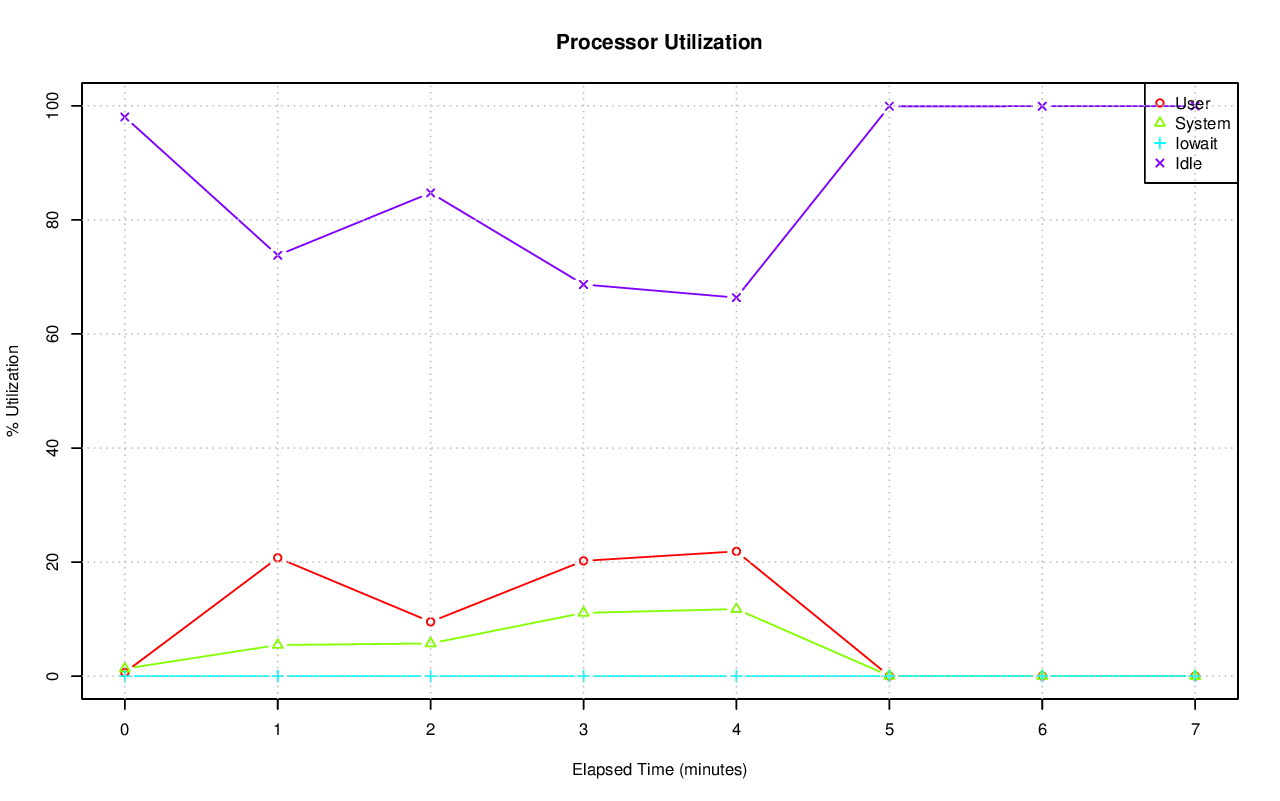 Processor Utilization
% Utilization
100
80
60
40
20
0
User
System
Iowait
Idle
0 1 2 3 4 5 6 7
Elapsed Time (minutes)